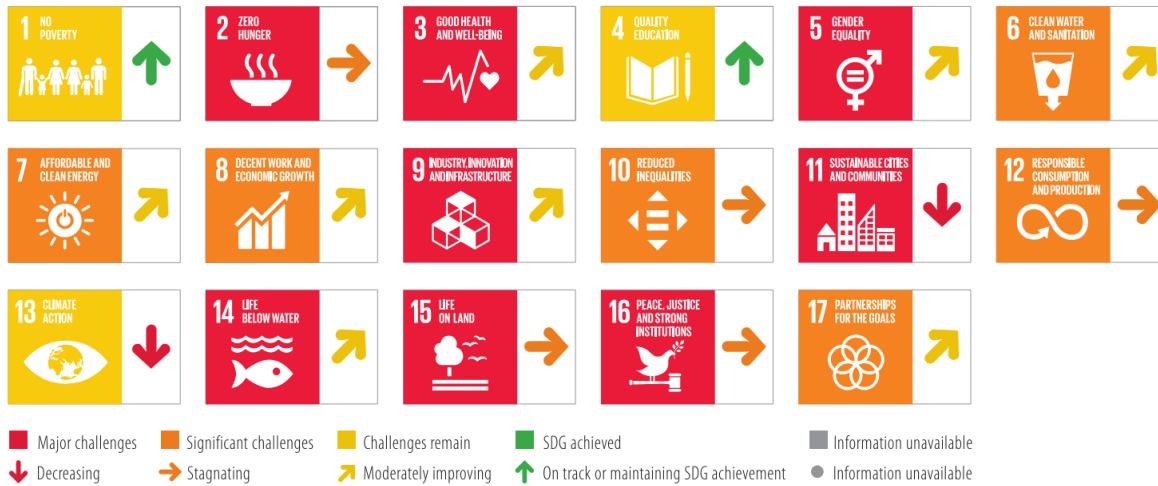 1 NO
POVERTY
2 ZERO
HUNGER
3 GOOD HEALTH
AND WELL-BEING
4 QUALITY
EDUCATION
5 GENDER
EQUALITY
6 CLEAN WATER
AND SANITATION
7 AFFORDABLE AND
CLEAN ENERGY
8 DECENT WORK AND
ECONOMIC GROWTH
9 INDUSTRY, INNOVATION
AND INFRASTRUCTURE
10 REDUCED
INEQUALITIES
11 SUSTAINABLE CITIES
AND COMMUNITIES
12 RESPONSIBLE
CONSUMPTION
AND PRODUCTION
13 CLIMATE
ACTION
14 LIFE
BELOW WATER
15 LIFE
ON LAND
16 PEACE, JUSTICE
AND STRONG
INSTITUTIONS
17 PARTNERSHIPS
FOR THE GOALS
Major challenges Significant challenges Challenges remain SDG achieved Information unavailable
Decreasing Stagnating Moderately improving On track or maintaining SDG achievement Information unavailable